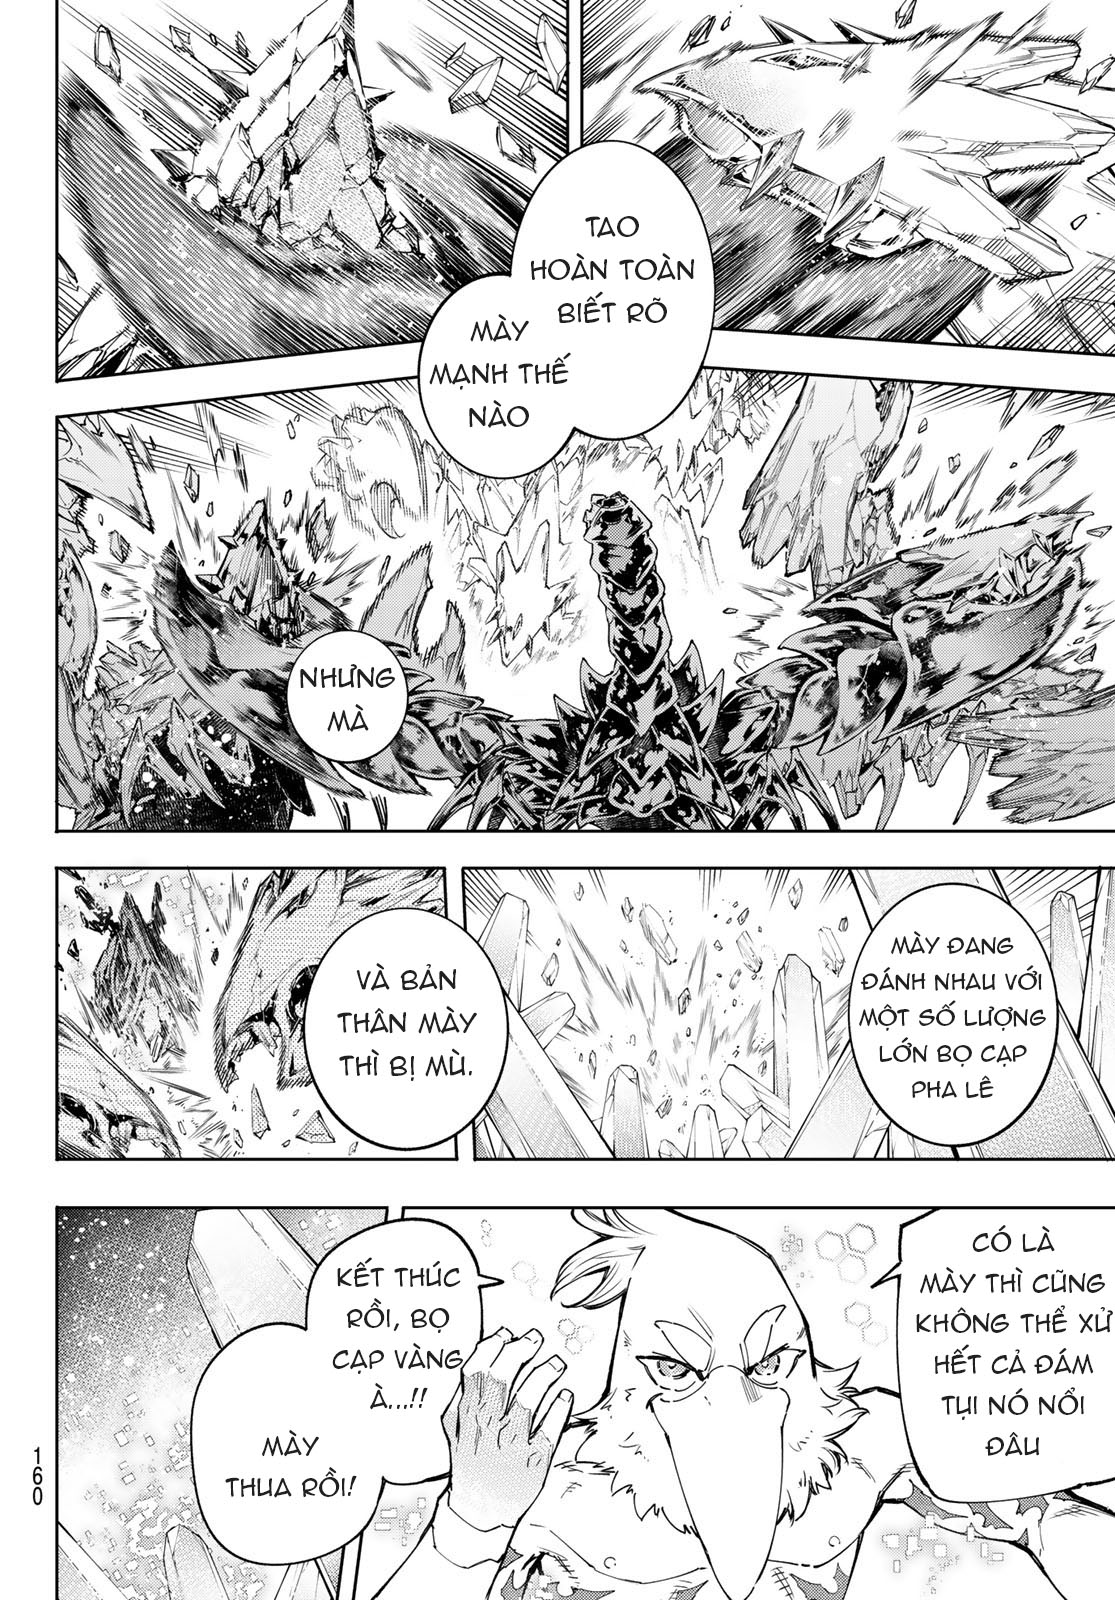 TAO
HOÀN TOÀN
BIẾT RÕ
MÀY
MẠNH THẾ
NÀO
NHƯNG
MÀ
MÀY ĐANG
ĐÁNH NHAU VỚI
MỘT SỐ LƯỢNG
LỚN BỌ CẠP
PHA LÊ
VÀ BẢN
THÂN MÀY
THÌ BỊ MÙ.
CÓ LÀ
MÀY THÌ CŨNG
KHÔNG THỂ XỬ
HẾT CẢ ĐÁM
TỤI NÓ NỔI
ĐÂU
KẾT THÚC
RỒI, BỌ
CẠP VÀNG
À...!!
MÀY
THUA RỒI!
160